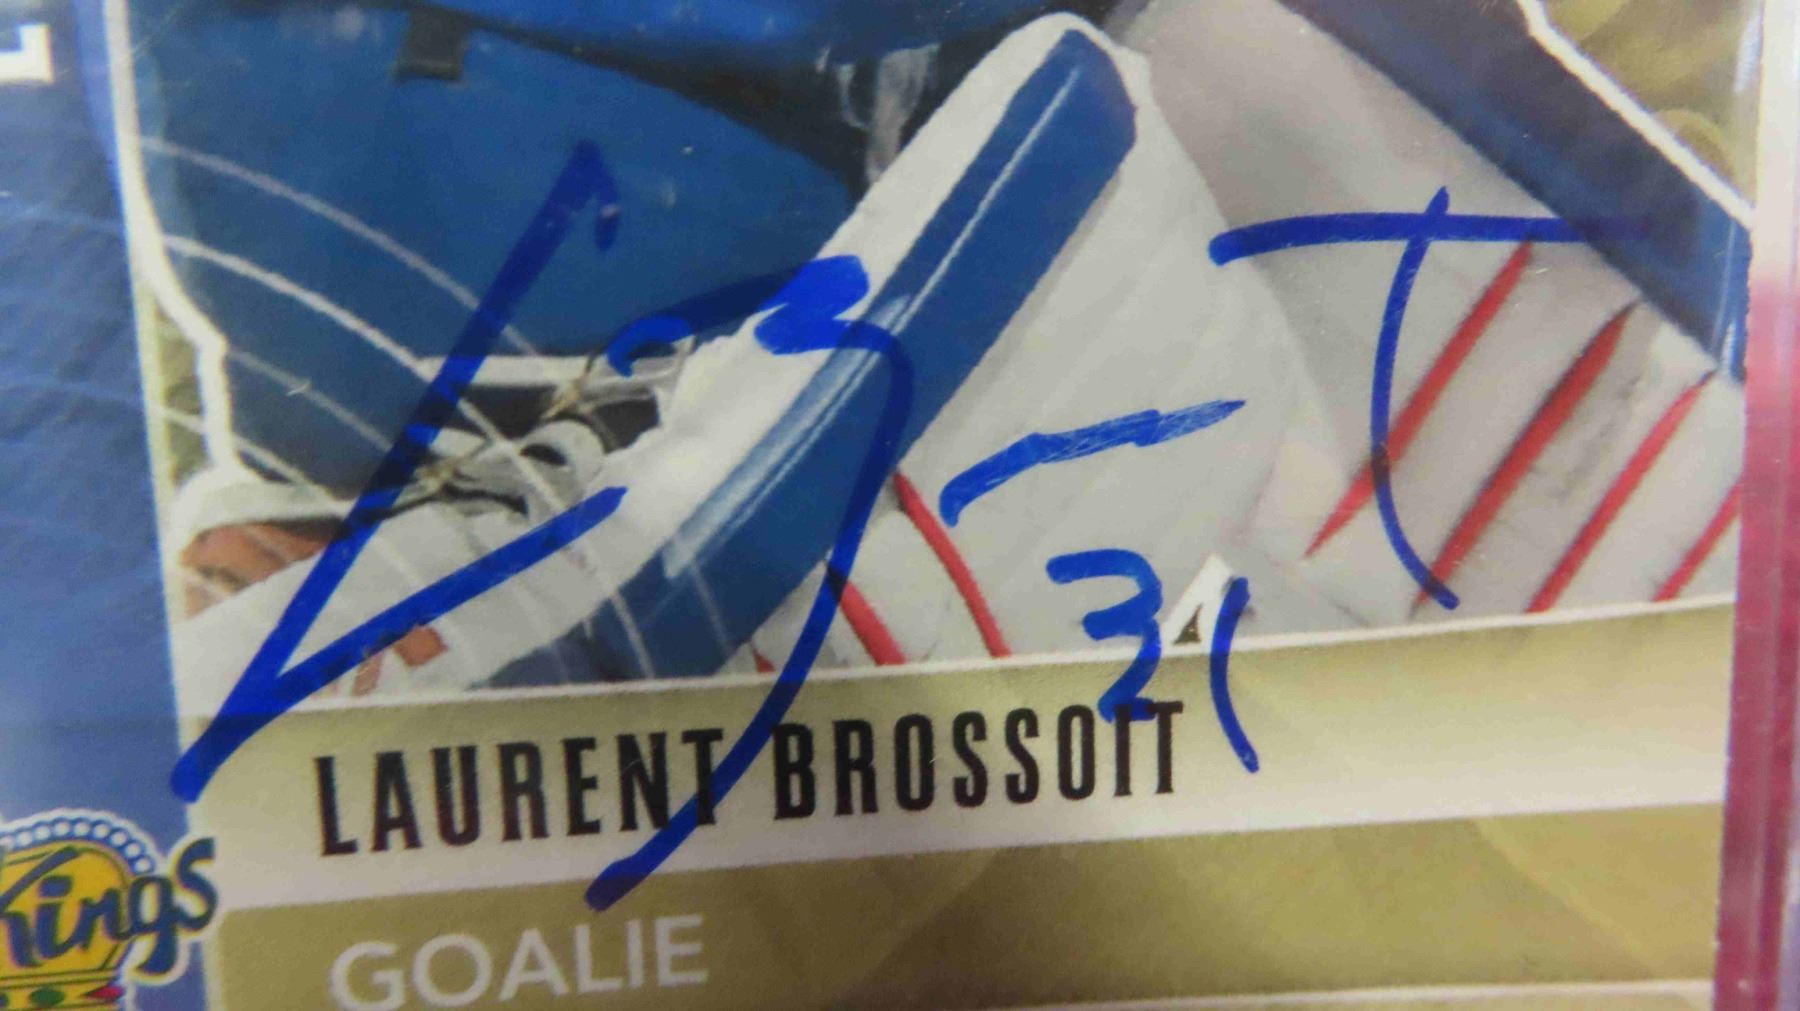 31
LAURENT BROSSOIT
GOALIE
Kings